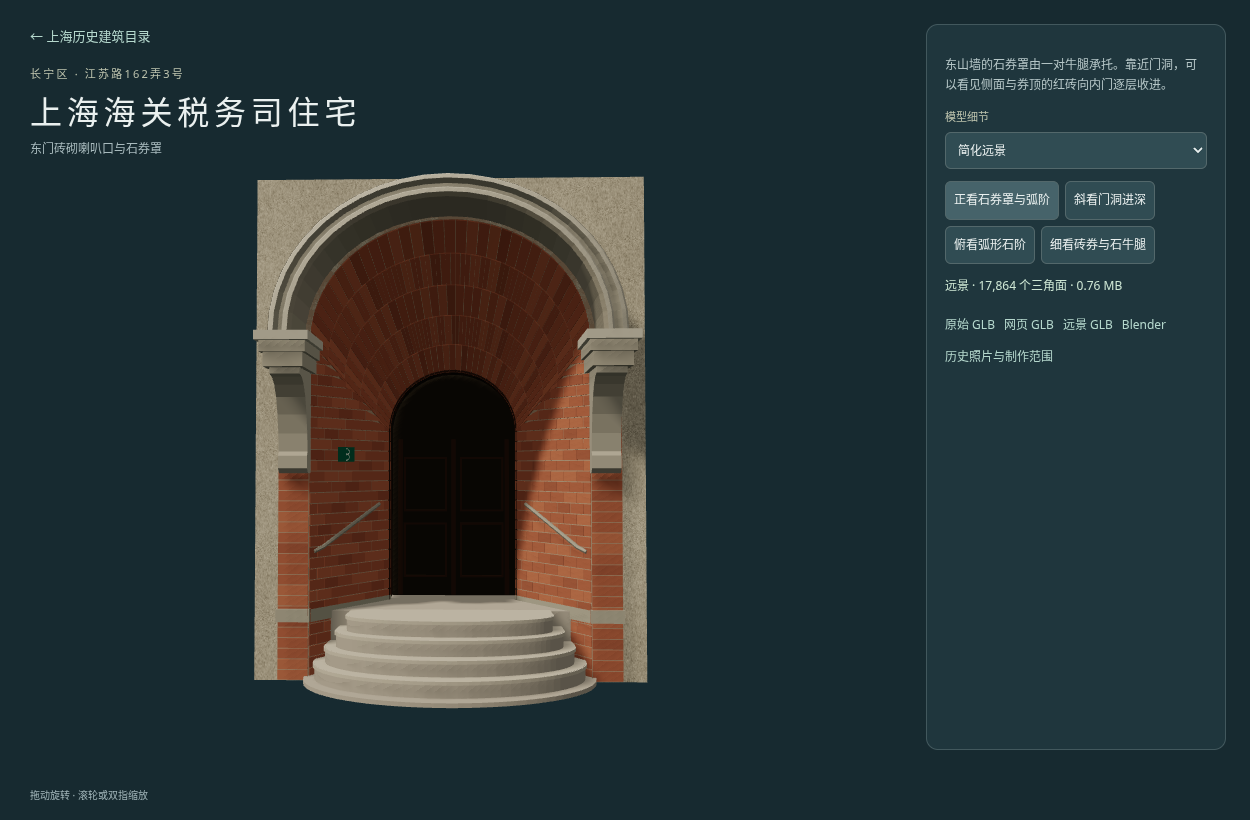 ← 上海历史建筑目录
长宁区 · 江苏路162弄3号
上海海关税务司住宅
东门砖砌喇叭口与石券罩
东山墙的石券罩由一对牛腿承托。靠近门洞，可
以看见侧面与券顶的红砖向内门逐层收进。
模型细节
简化远景
正看石券罩与弧阶 斜看门洞进深
俯看弧形石阶 细看砖券与石牛腿
远景 · 17,864 个三角面 · 0.76 MB
原始 GLB 网页 GLB 远景 GLB Blender
历史照片与制作范围
3
拖动旋转 · 滚轮或双指缩放